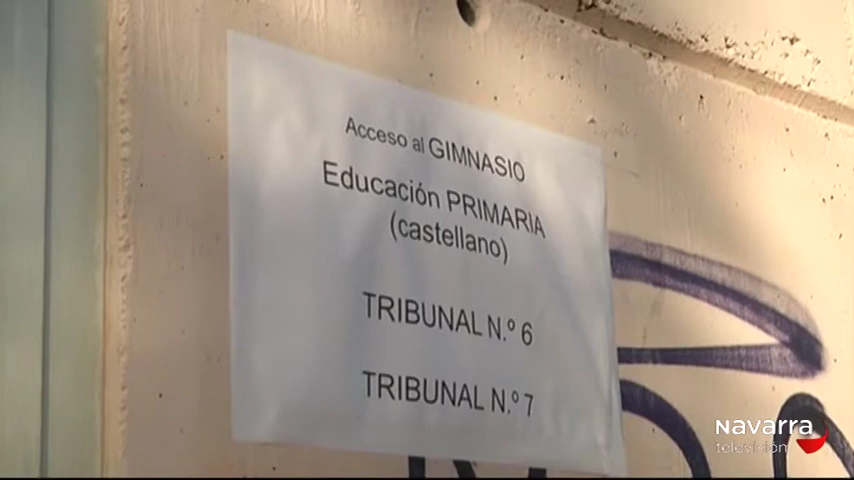 Acceso al GIMNASIO
Educación PRIMARIA
(castellano)
TRIBUNAL N.º 6
TRIBUNAL N.º 7
Navarra
televisión